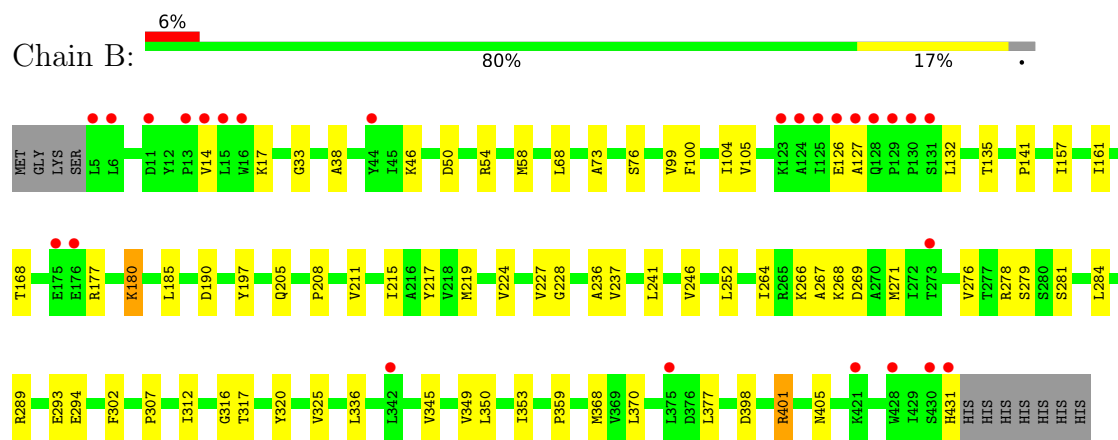 6%
Chain B:
80%
17%
.
MET GLY LYS SER L5 L6 D11 Y12 P13 V14 L15 W16 K17 G33 A38 Y44 I45 K46 D50 R54 M58 L68 A73 S76 V99 F100 I104 V105 K123 A124 I125 E126 A127 Q128 P129 P130 S131 L132 T135 P141 I157 I161
T168 E175 E176 R177 K180 L185 D190 Y197 Q205 P208 V211 I215 A216 Y217 V218 M219 V224 V227 G228 A236 V237 L241 V246 L252 I264 R265 K266 A267 K268 D269 A270 M271 I272 T273 V276 T277 R278 S279 S280 S281 L284
R289 E293 E294 F302 P307 I312 G316 T317 Y320 V325 L336 L342 V345 V349 L350 I353 P359 M368 V369 L370 L375 D376 L377 D398 R401 N405 K421 W428 I429 S430 H431 HIS HIS HIS HIS HIS HIS